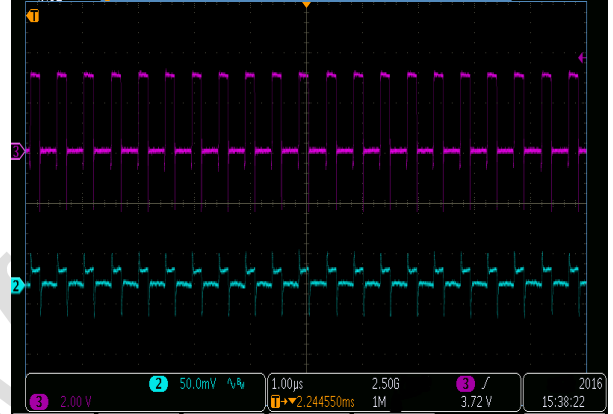 T
3
2
2 50.0mV
3 2.00 V
1.00µs 2.50G
T→▼2.244550ms 1M
3 3.72 V
2016
15:38:22